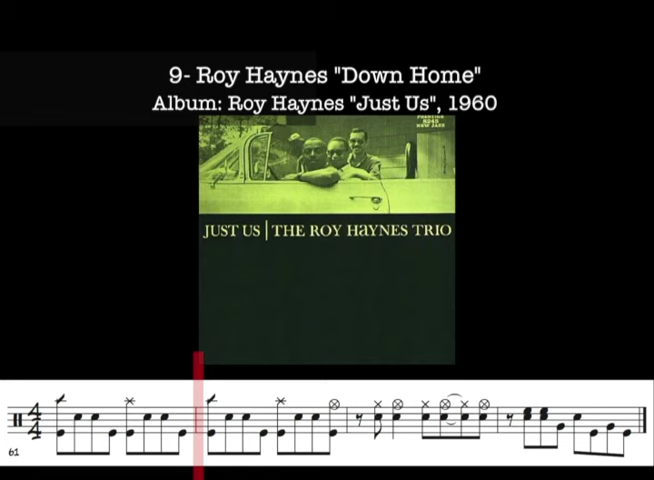 9- Roy Haynes "Down Home"
Album: Roy Haynes "Just Us", 1960
PRESTIGE
8245
NEW JAZZ
JUST US | THE ROY HAYNES TRIO
4
4
61